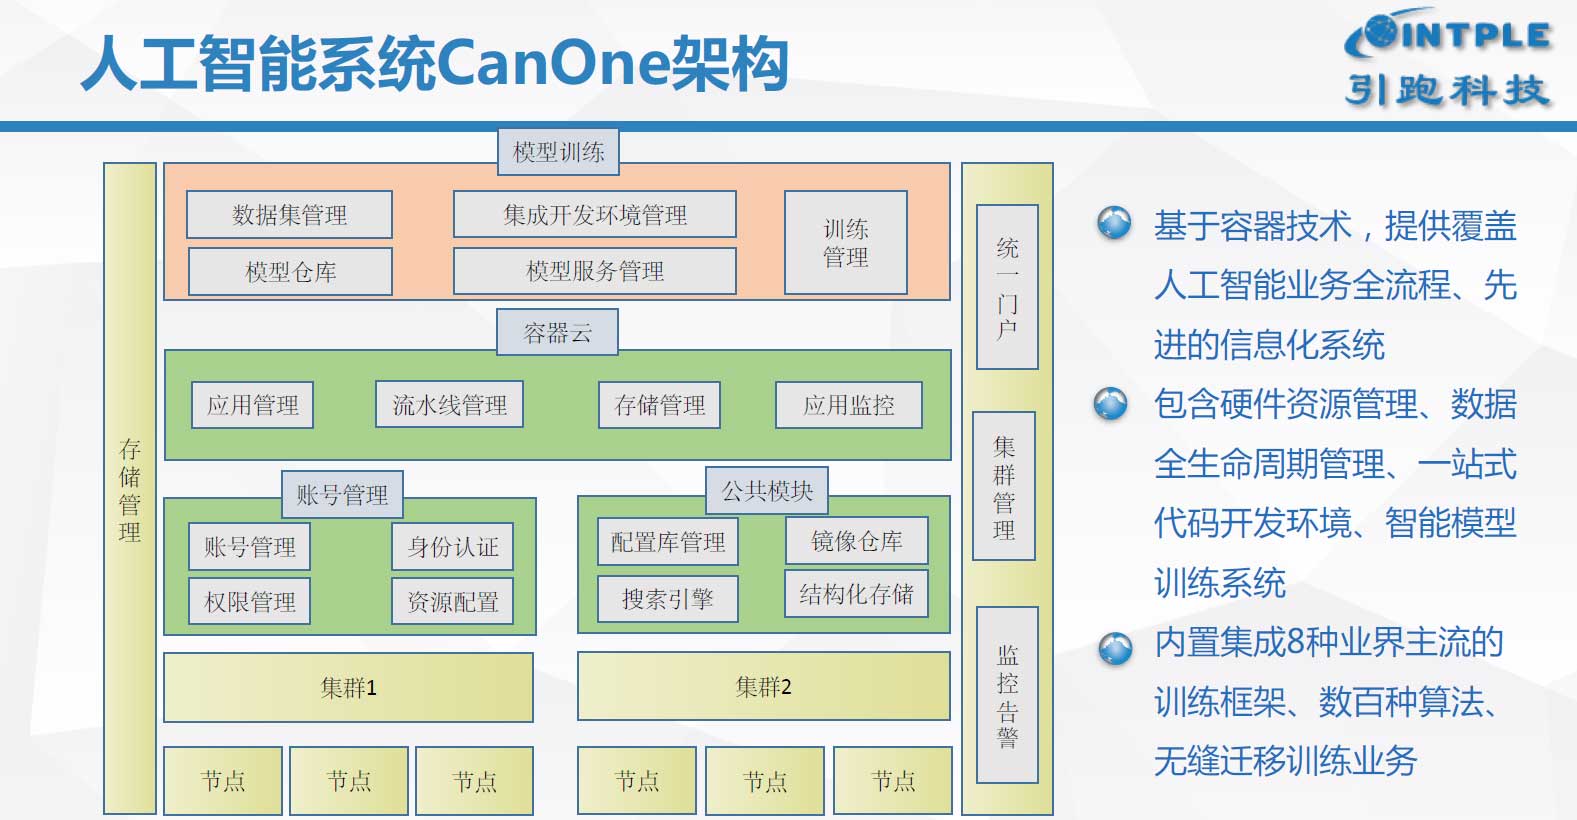 人工智能系统CanOne架构
INTPLE
引跑科技
模型训练
数据集管理
集成开发环境管理
训练
管理
模型仓库
模型服务管理
容器云
应用管理
流水线管理
存储管理
应用监控
存
储
管
理
账号管理
账号管理
身份认证
权限管理
资源配置
公共模块
配置库管理
镜像仓库
搜索引擎
结构化存储
集群1
集群2
节点
节点
节点
节点
节点
节点
统
一
门
户
集
群
管
理
监
控
告
警
基于容器技术，提供覆盖
人工智能业务全流程、先
进的信息化系统
包含硬件资源管理、数据
全生命周期管理、一站式
代码开发环境、智能模型
训练系统
内置集成8种业界主流的
训练框架、数百种算法、
无缝迁移训练业务